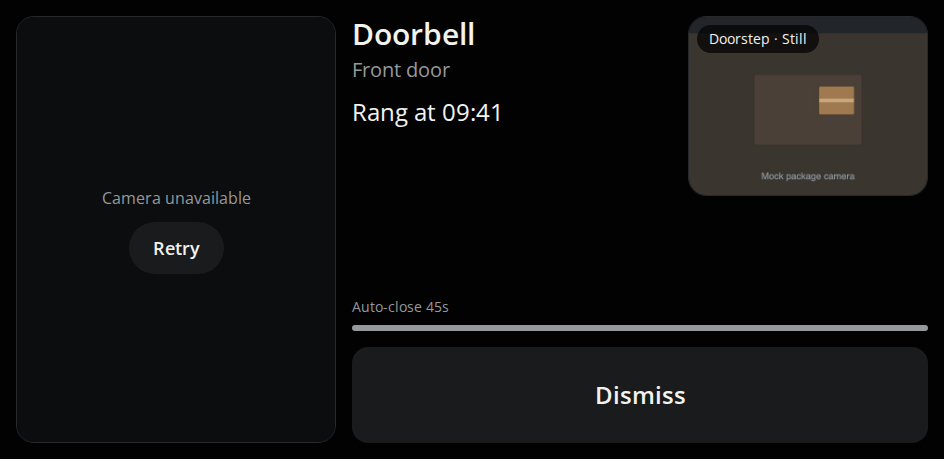 Camera unavailable
Retry
Doorbell
Front door
Rang at 09:41
Doorstep · Still
Mock package camera
Auto-close 45s
Dismiss